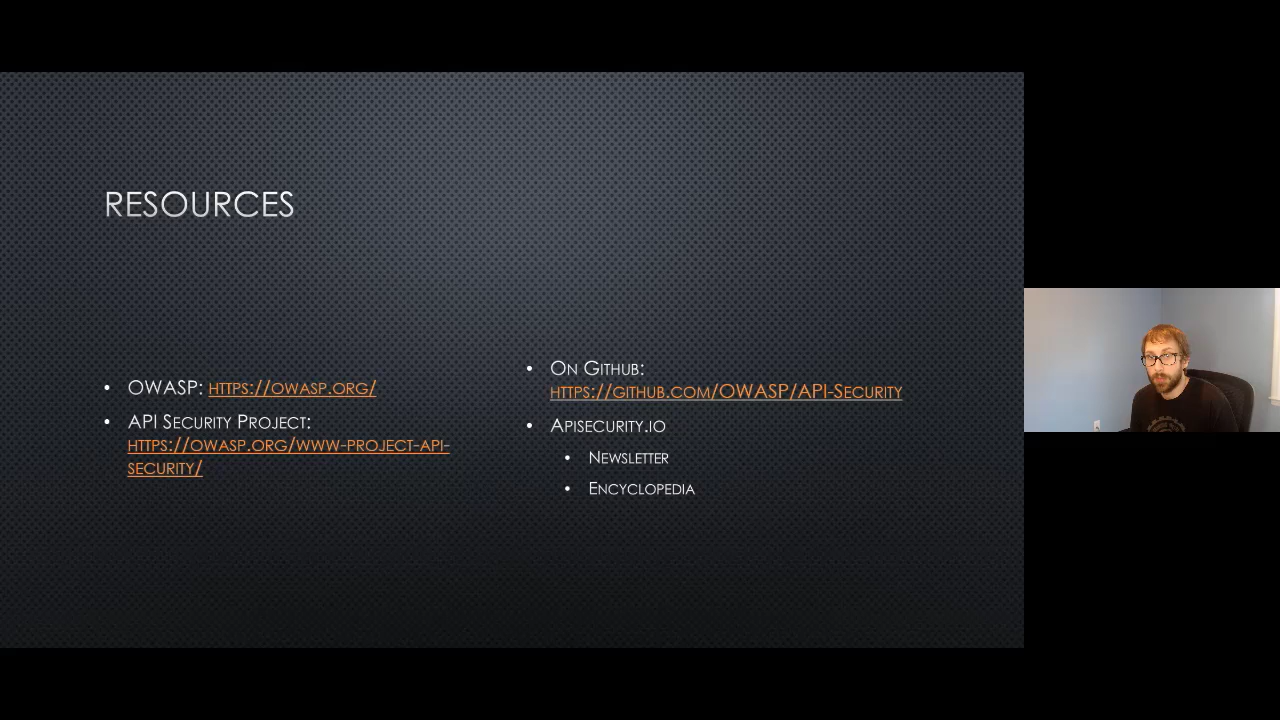 RESOURCES
• OWASP: HTTPS://OWASP.ORG/
• API SECURITY PROJECT:
HTTPS://OWASP.ORG/WWW-PROJECT-API-
SECURITY/
• ON GITHUB:
HTTPS://GITHUB.COM/OWASP/API-SECURITY
• APISECURITY.IO
• NEWSLETTER
• ENCYCLOPEDIA